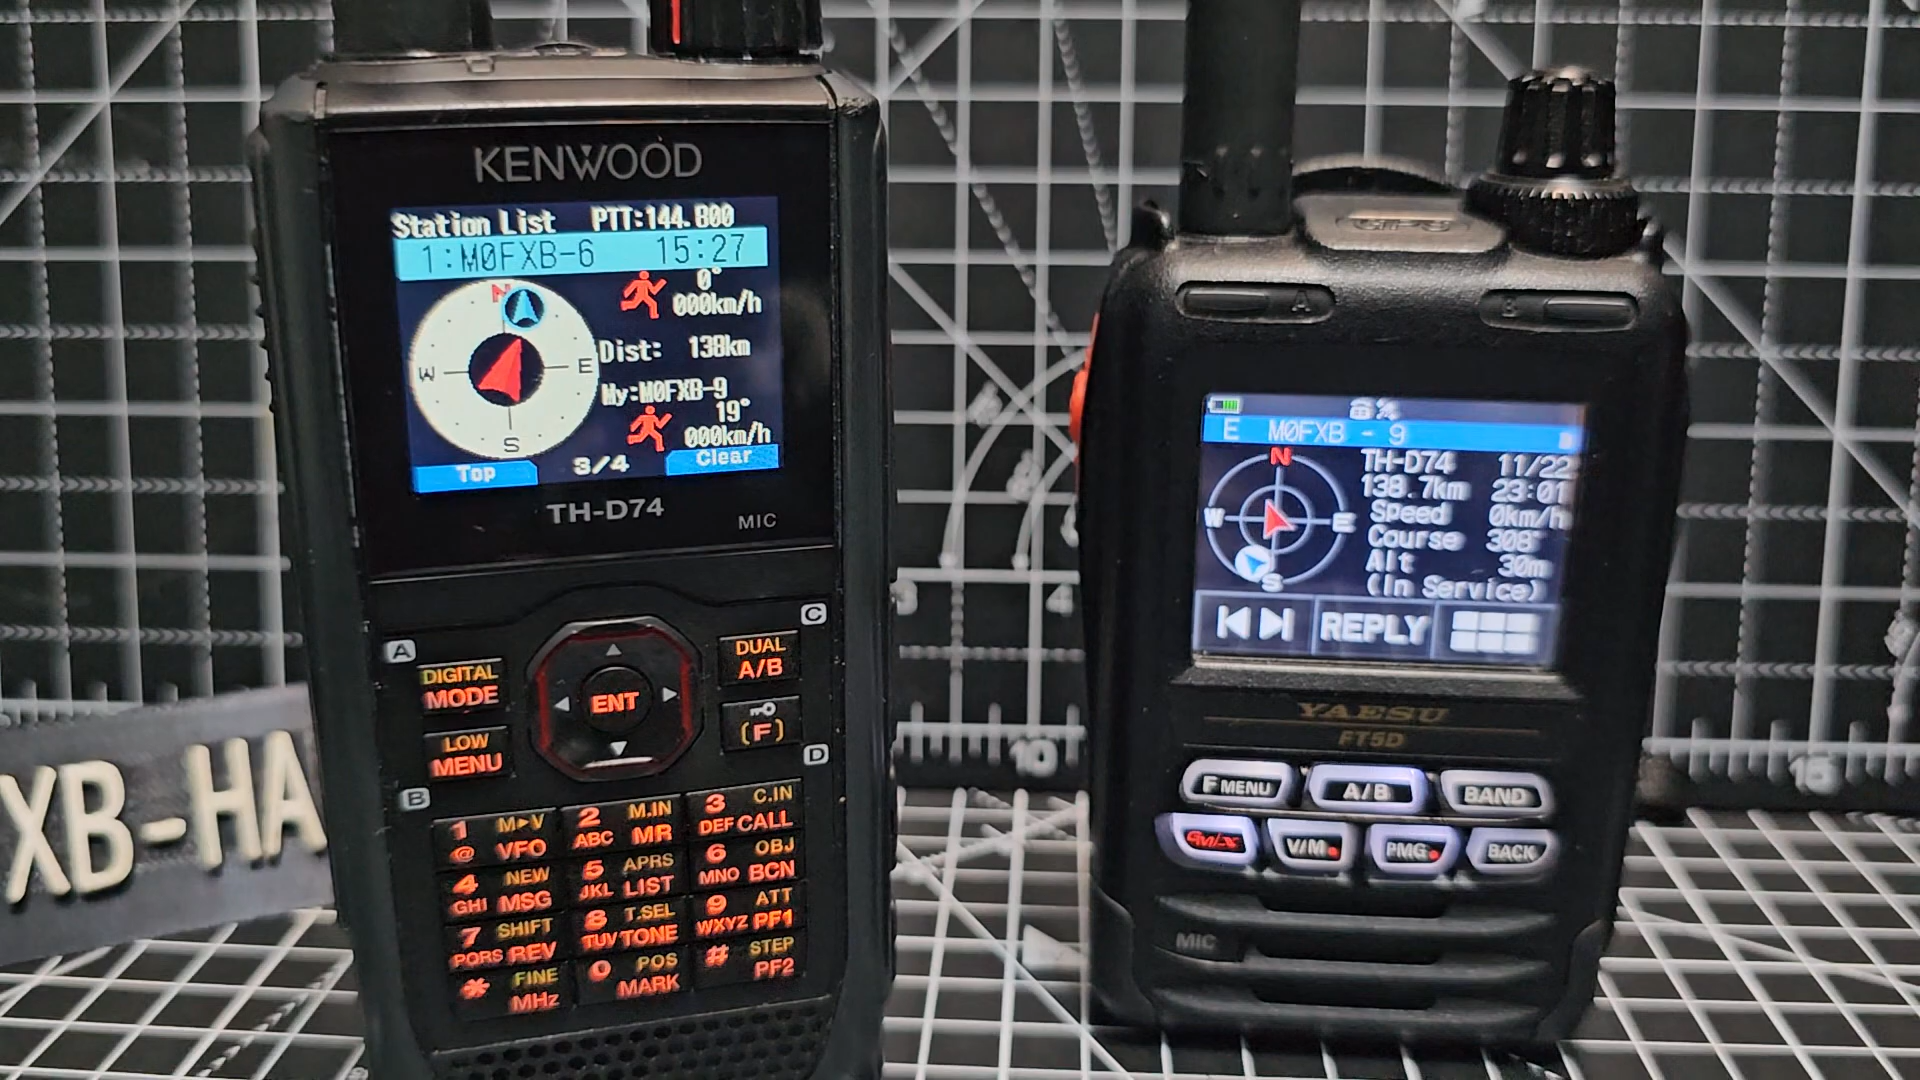 KENWOOD
Station List PTT:144.800
1:M0FXB-6 15:27
N
W
E
S
0°
000km/h
Dist: 138km
My:M0FXB-9
19°
000km/h
Top 3/4 Clear
TH-D74
MIC
A
C
DIGITAL
MODE
DUAL
A/B
ENT
LOW
MENU
(F)
B
D
1 M▸V
@ VFO
2 M.IN
ABC MR
3 C.IN
DEF CALL
4 NEW
GHI MSG
5 APRS
JKL LIST
6 OBJ
MNO BCN
7 SHIFT
PQRS REV
8 T.SEL
TUV TONE
9 ATT
WXYZ PF1
* FINE
MHz
0 POS
MARK
# STEP
PF2
XB-HA
GPS
A
B
E M0FXB - 9
N
W
E
S
TH-D74 11/22
138.7km 23:01
Speed 0km/h
Course 308°
Alt 30m
(In Service)
REPLY
YAESU
FT5D
F MENU
A/B
BAND
GM/X
V/M
PMG
BACK
MIC
4
10
15